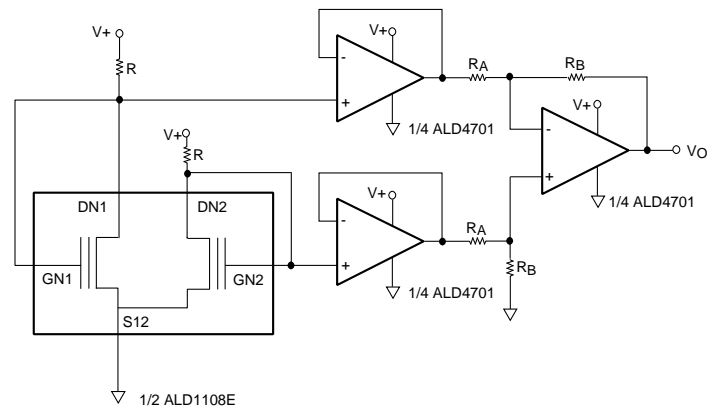 V+
R
V+
-
+
1/4 ALD4701
RA
RB
V+
-
+
VO
1/4 ALD4701
V+
R
DN1
DN2
GN1
GN2
S12
1/2 ALD1108E
V+
-
+
1/4 ALD4701
RA
RB